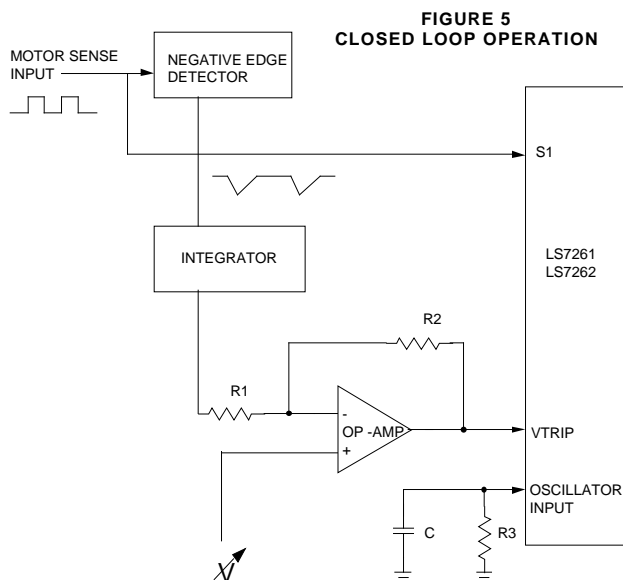 FIGURE 5
CLOSED LOOP OPERATION
MOTOR SENSE
INPUT
NEGATIVE EDGE
DETECTOR
S1
INTEGRATOR
LS7261
LS7262
R2
R1
-
OP -AMP
+
VTRIP
OSCILLATOR
INPUT
C
R3
V